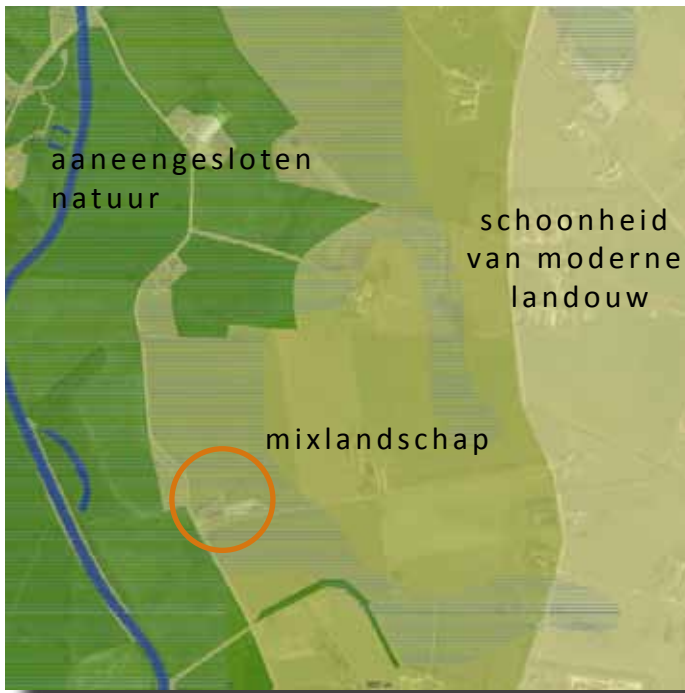 aaneengesloten
natuur
schoonheid
van moderne
landouw
mixlandschap